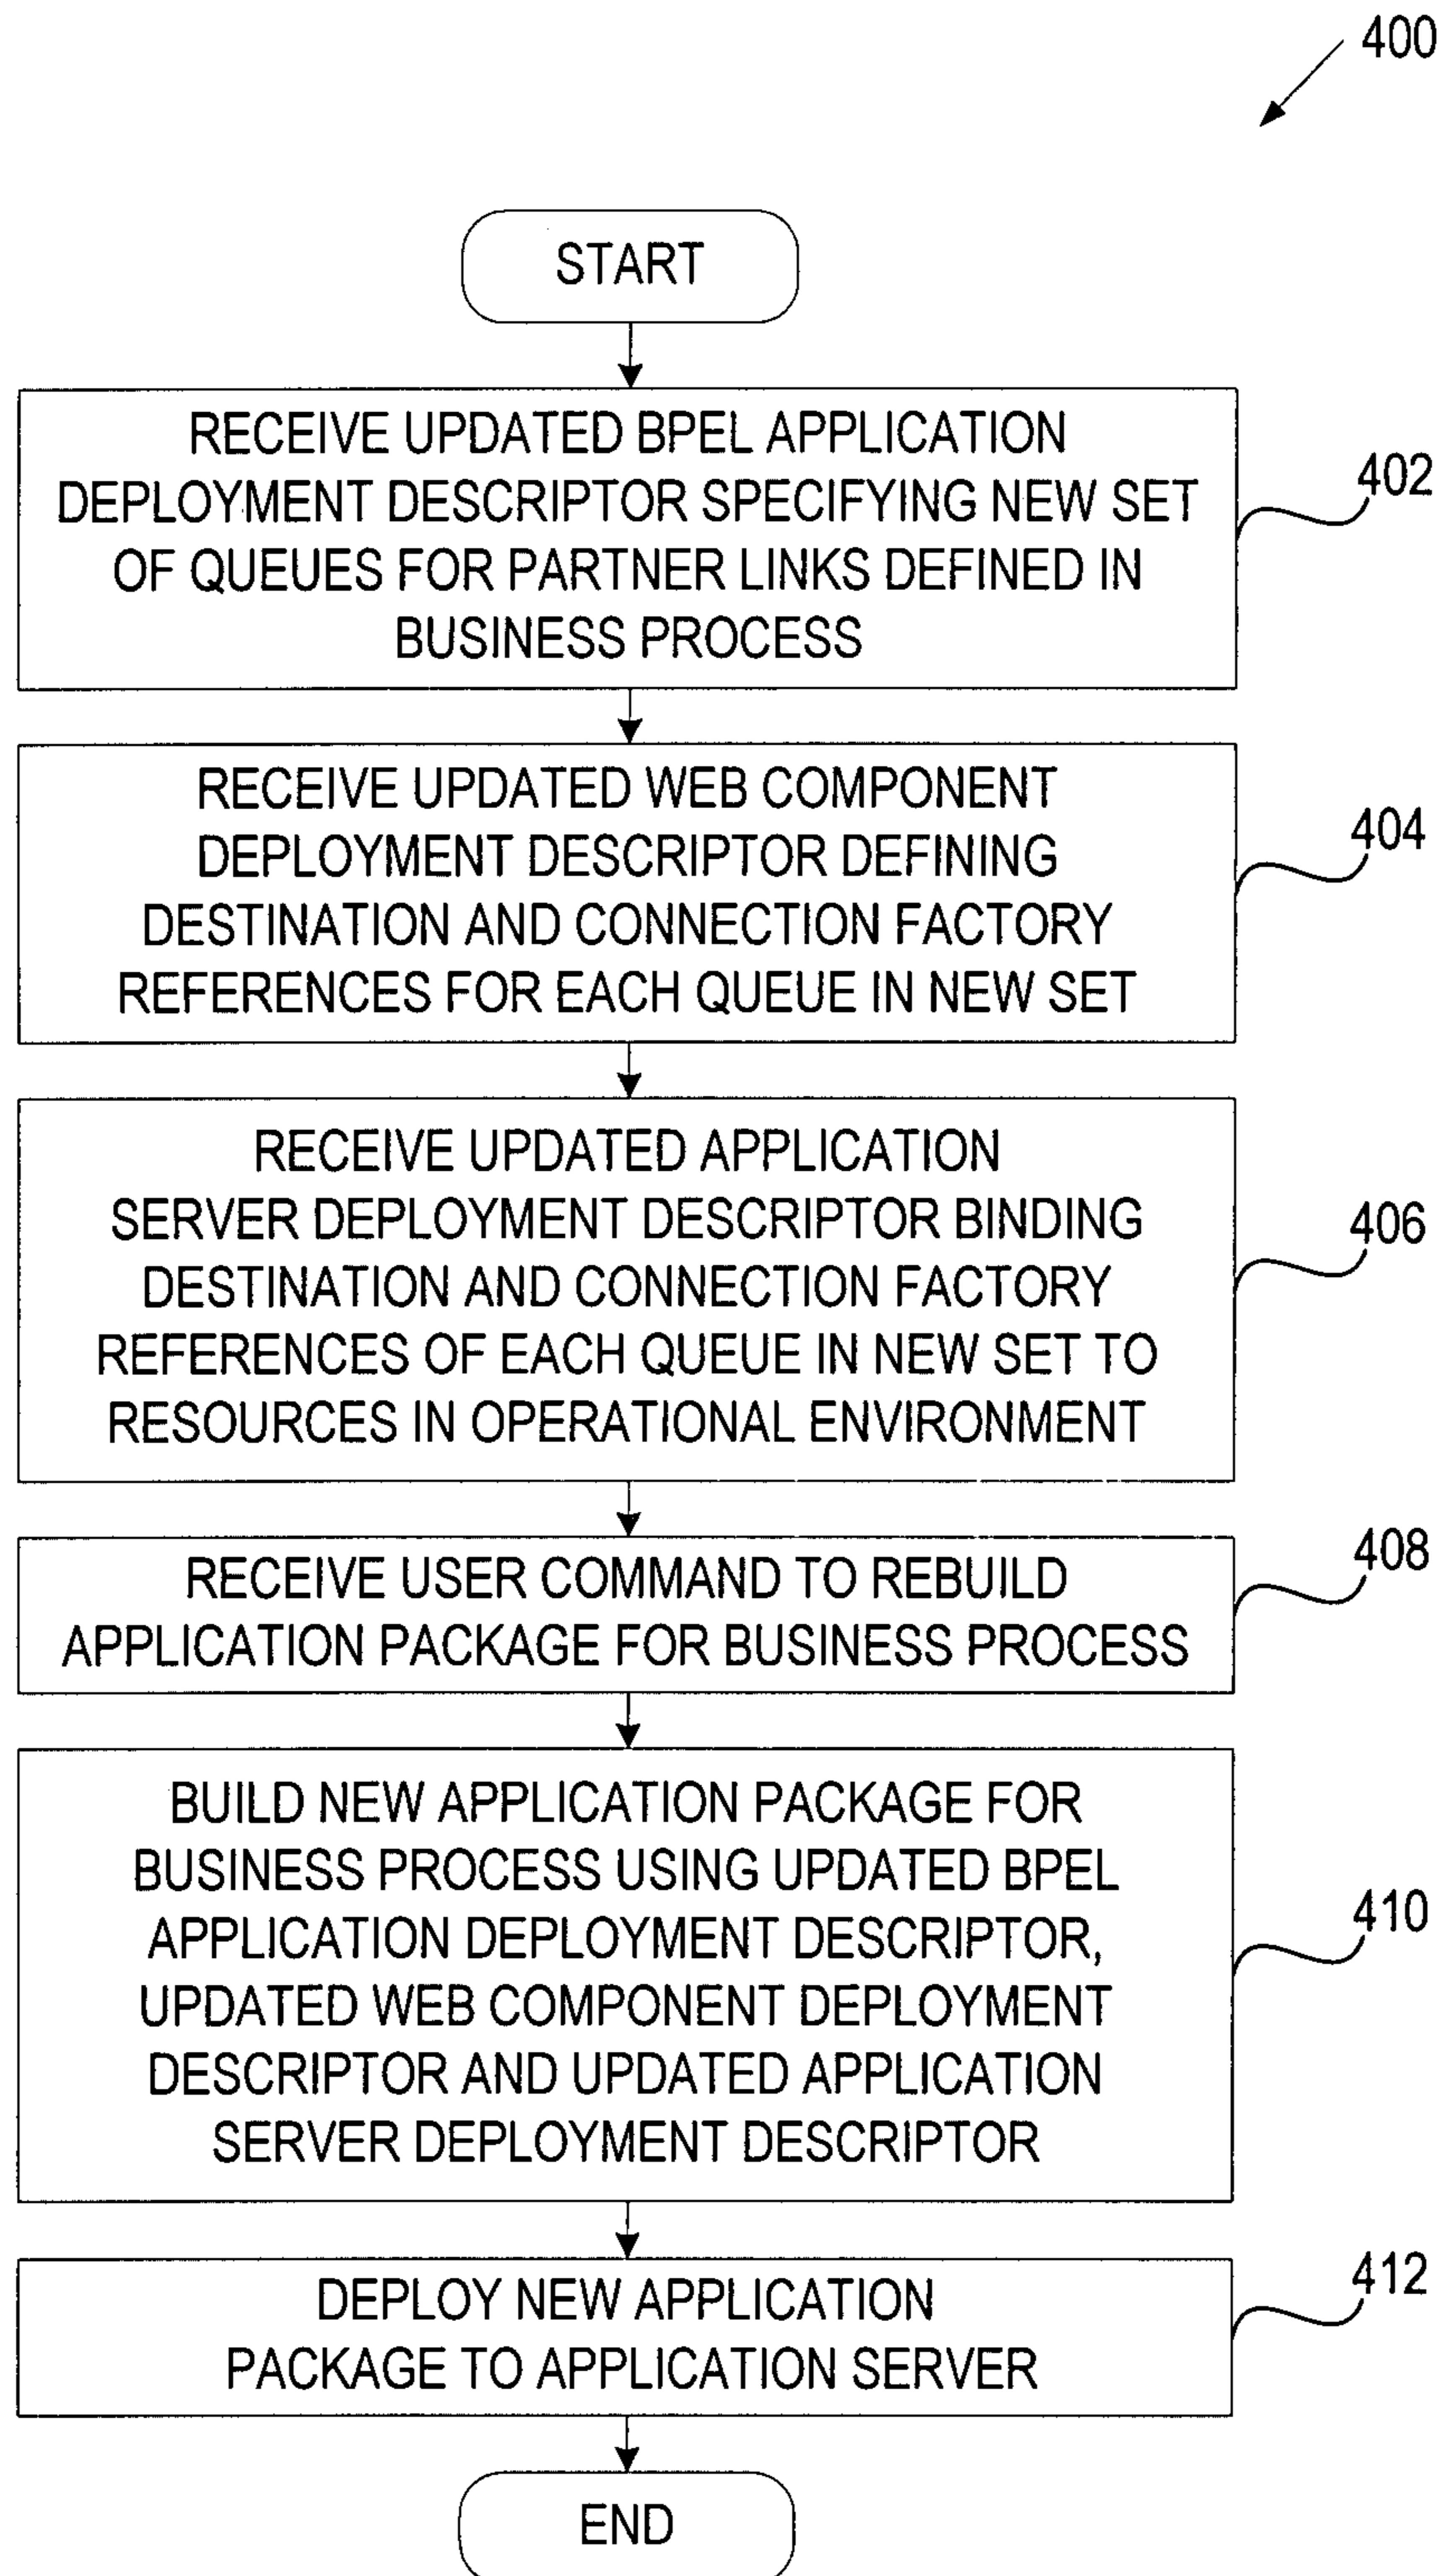 400
START
RECEIVE UPDATED BPEL APPLICATION
DEPLOYMENT DESCRIPTOR SPECIFYING NEW SET
OF QUEUES FOR PARTNER LINKS DEFINED IN
BUSINESS PROCESS
402
RECEIVE UPDATED WEB COMPONENT
DEPLOYMENT DESCRIPTOR DEFINING
DESTINATION AND CONNECTION FACTORY
REFERENCES FOR EACH QUEUE IN NEW SET
404
RECEIVE UPDATED APPLICATION
SERVER DEPLOYMENT DESCRIPTOR BINDING
DESTINATION AND CONNECTION FACTORY
REFERENCES OF EACH QUEUE IN NEW SET TO
RESOURCES IN OPERATIONAL ENVIRONMENT
406
RECEIVE USER COMMAND TO REBUILD
APPLICATION PACKAGE FOR BUSINESS PROCESS
408
BUILD NEW APPLICATION PACKAGE FOR
BUSINESS PROCESS USING UPDATED BPEL
APPLICATION DEPLOYMENT DESCRIPTOR,
UPDATED WEB COMPONENT DEPLOYMENT
DESCRIPTOR AND UPDATED APPLICATION
SERVER DEPLOYMENT DESCRIPTOR
410
DEPLOY NEW APPLICATION
PACKAGE TO APPLICATION SERVER
412
END